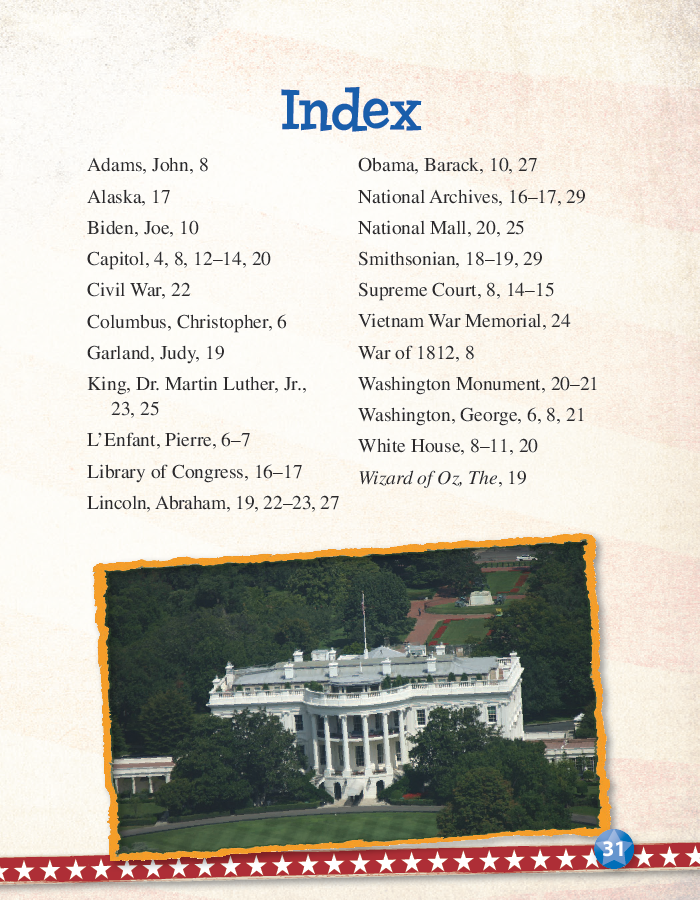 Index
Adams, John, 8
Alaska, 17
Biden, Joe, 10
Capitol, 4, 8, 12–14, 20
Civil War, 22
Columbus, Christopher, 6
Garland, Judy, 19
King, Dr. Martin Luther, Jr.,
23, 25
L’Enfant, Pierre, 6–7
Library of Congress, 16–17
Lincoln, Abraham, 19, 22–23, 27
Obama, Barack, 10, 27
National Archives, 16–17, 29
National Mall, 20, 25
Smithsonian, 18–19, 29
Supreme Court, 8, 14–15
Vietnam War Memorial, 24
War of 1812, 8
Washington Monument, 20–21
Washington, George, 6, 8, 21
White House, 8–11, 20
Wizard of Oz, The, 19
31